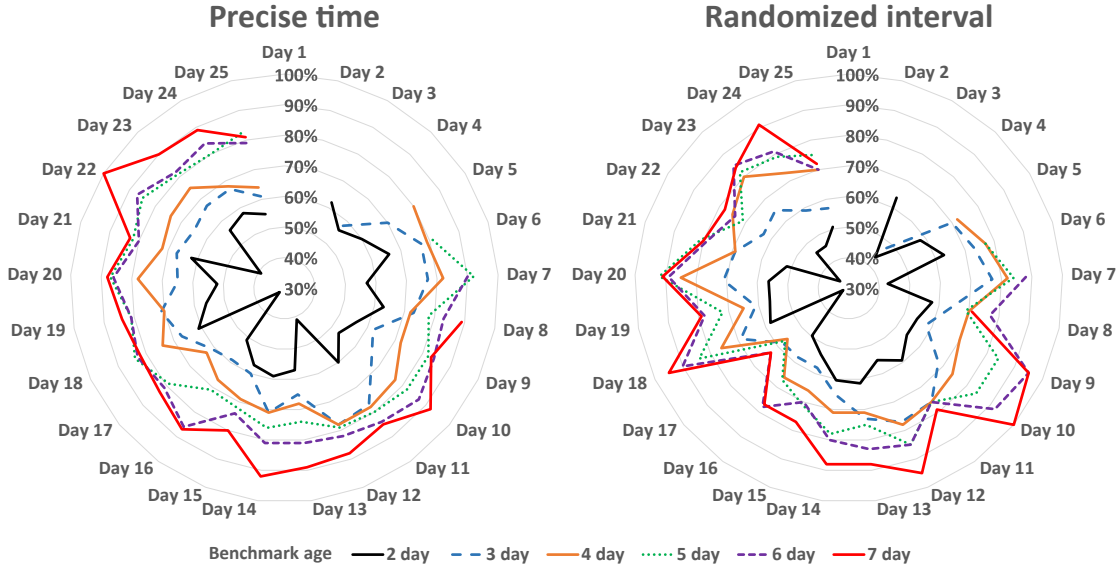 Precise time
Randomized interval
Day 1
Day 2
Day 3
Day 4
Day 5
Day 6
Day 7
Day 8
Day 9
Day 10
Day 11
Day 12
Day 13
Day 14
Day 15
Day 16
Day 17
Day 18
Day 19
Day 20
Day 21
Day 22
Day 23
Day 24
Day 25
100%
90%
80%
70%
60%
50%
40%
30%
Day 1
Day 2
Day 3
Day 4
Day 5
Day 6
Day 7
Day 8
Day 9
Day 10
Day 11
Day 12
Day 13
Day 14
Day 15
Day 16
Day 17
Day 18
Day 19
Day 20
Day 21
Day 22
Day 23
Day 24
Day 25
100%
90%
80%
70%
60%
50%
40%
30%
Benchmark age 2 day 3 day 4 day 5 day 6 day 7 day